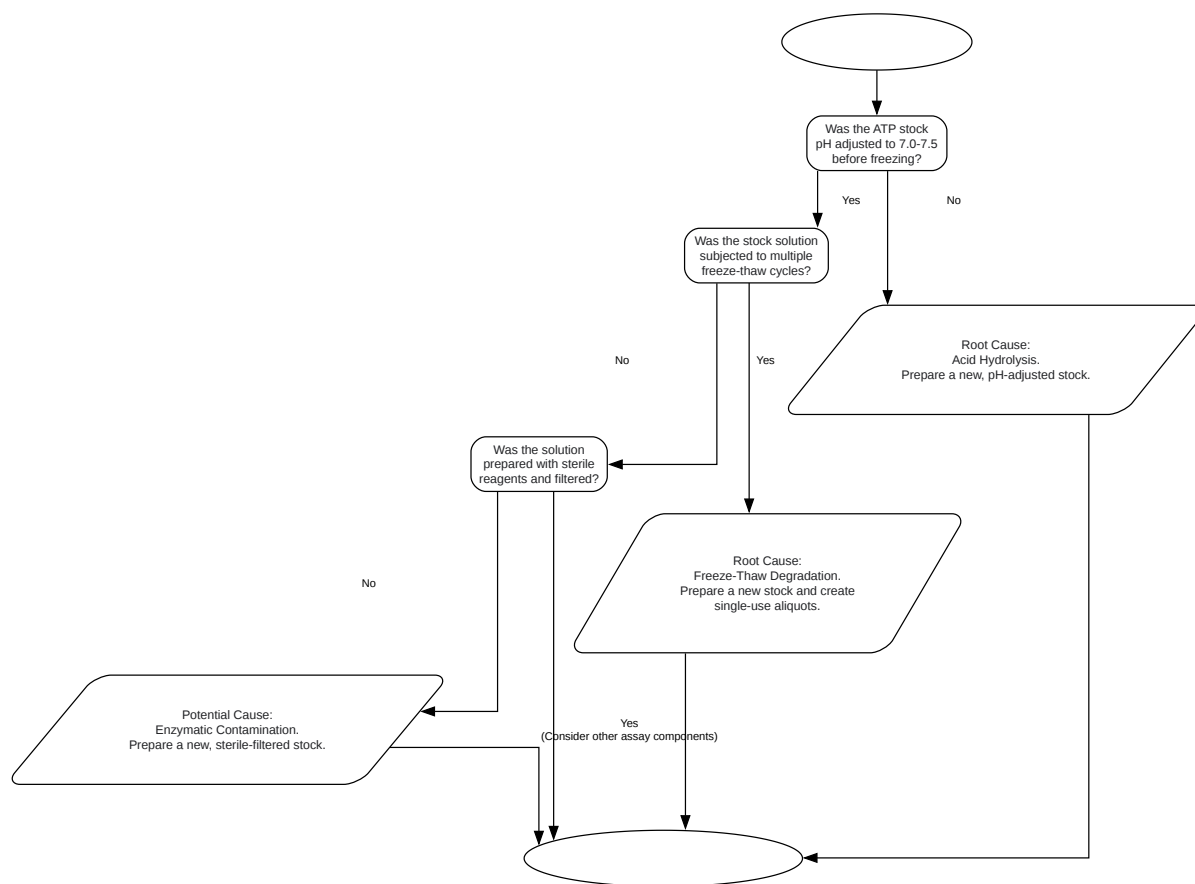 Was the ATP stock
pH adjusted to 7.0-7.5
before freezing?
Yes
No
Was the stock solution
subjected to multiple
freeze-thaw cycles?
Root Cause:
Acid Hydrolysis.
Prepare a new, pH-adjusted stock.
No
Yes
Was the solution
prepared with sterile
reagents and filtered?
Root Cause:
Freeze-Thaw Degradation.
Prepare a new stock and create
single-use aliquots.
No
Potential Cause:
Enzymatic Contamination.
Prepare a new, sterile-filtered stock.
Yes
(Consider other assay components)